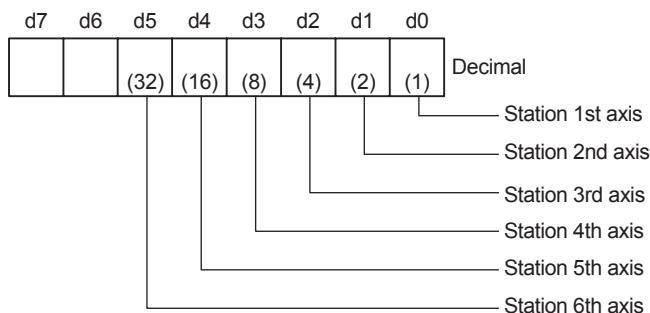 d7 d6 d5 d4 d3 d2 d1 d0
(32) (16) (8) (4) (2) (1) Decimal
Station 1st axis
Station 2nd axis
Station 3rd axis
Station 4th axis
Station 5th axis
Station 6th axis